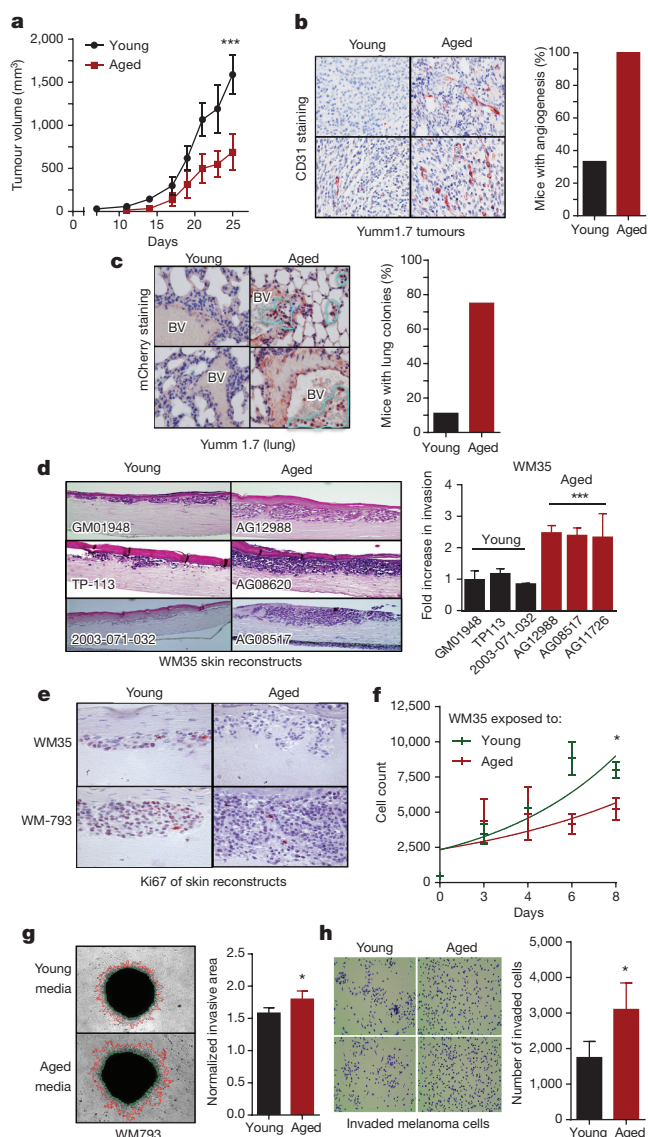 a
2,000
1,500
1,000
500
0
Tumour volume (mm3)
Young
Aged
***
0 5 10 15 20 25
Days
b
Young Aged
CD31 staining
Yumm1.7 tumours
Mice with angiogenesis (%)
100
80
60
40
20
0
Young Aged
c
Young Aged
mCherry staining
BV BV
BV BV
Yumm 1.7 (lung)
Mice with lung colonies (%)
100
80
60
40
20
0
Young Aged
d
Young Aged
GM01948 AG12988
TP-113 AG08620
2003-071-032 AG08517
WM35 skin reconstructs
WM35
Aged
***
Young
Fold increase in invasion
4
3
2
1
0
GM01948
TP113
2003-071-032
AG12988
AG08517
AG11726
e
Young Aged
WM35
WM-793
Ki67 of skin reconstructs
f
12,500
10,000
7,500
5,000
2,500
0
Cell count
WM35 exposed to:
Young
Aged
*
0 3 4 6 8
Days
g
Young
media
Aged
media
WM793
Normalized invasive area
2.5
2.0
1.5
1.0
0.5
0.0
*
Young Aged
h
Young Aged
Invaded melanoma cells
Number of invaded cells
5,000
4,000
3,000
2,000
1,000
0
*
Young Aged